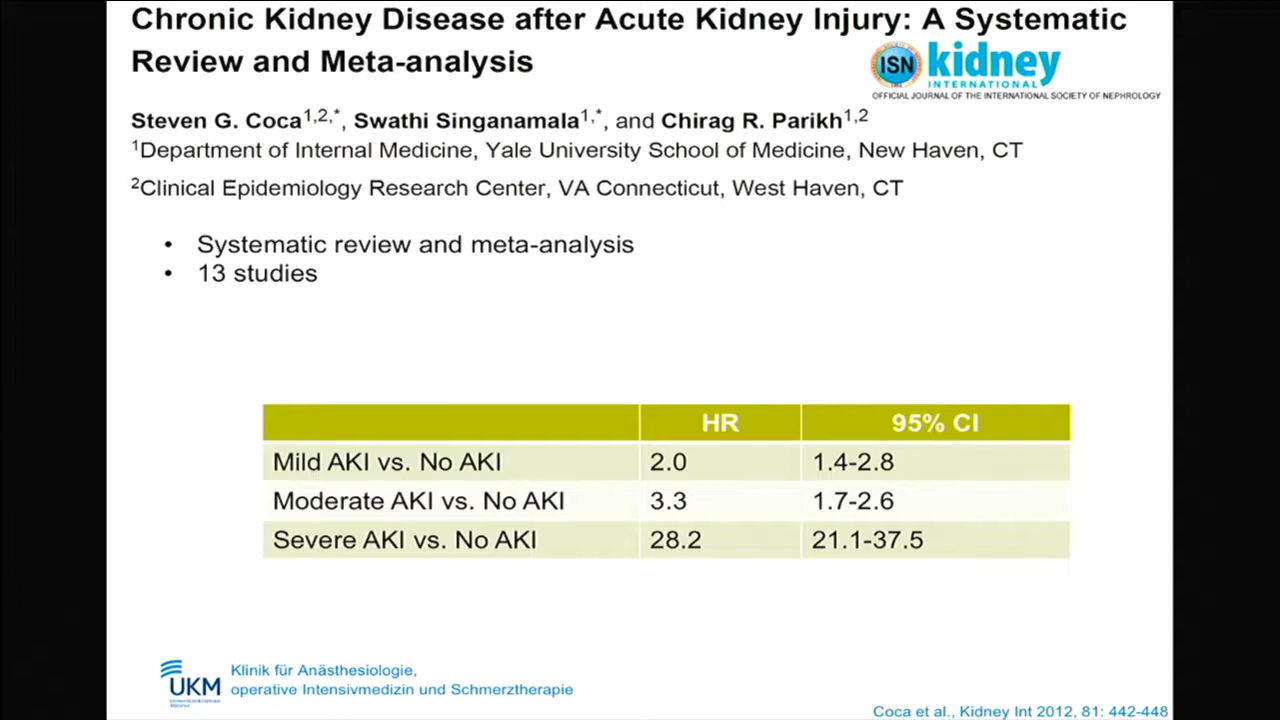 Chronic Kidney Disease after Acute Kidney Injury: A Systematic
Review and Meta-analysis
ISN kidney
INTERNATIONAL
OFFICIAL JOURNAL OF THE INTERNATIONAL SOCIETY OF NEPHROLOGY
Steven G. Coca1,2,*, Swathi Singanamala1,*, and Chirag R. Parikh1,2
1Department of Internal Medicine, Yale University School of Medicine, New Haven, CT
2Clinical Epidemiology Research Center, VA Connecticut, West Haven, CT
• Systematic review and meta-analysis
• 13 studies
HR 95% CI
Mild AKI vs. No AKI 2.0 1.4-2.8
Moderate AKI vs. No AKI 3.3 1.7-2.6
Severe AKI vs. No AKI 28.2 21.1-37.5
UKM
Klinik für Anästhesiologie,
operative Intensivmedizin und Schmerztherapie
Coca et al., Kidney Int 2012, 81: 442-448